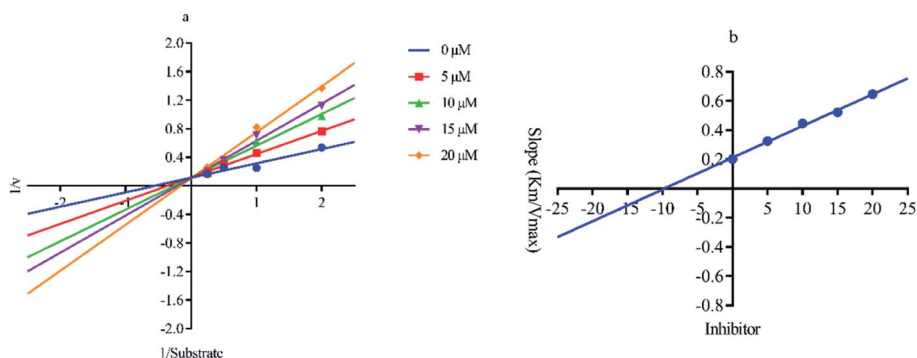 a
2.0
1.6
1.2
0.8
0.4
-0.4
-0.8
-1.2
-1.6
-2.0
-2 -1 1 2
1/v
1/Substrate
0 µM
5 µM
10 µM
15 µM
20 µM
b
0.8
0.6
0.4
0.2
-0.2
-0.4
-0.6
-0.8
-25 -20 -15 -10 -5 5 10 15 20 25
Slope (Km/Vmax)
Inhibitor